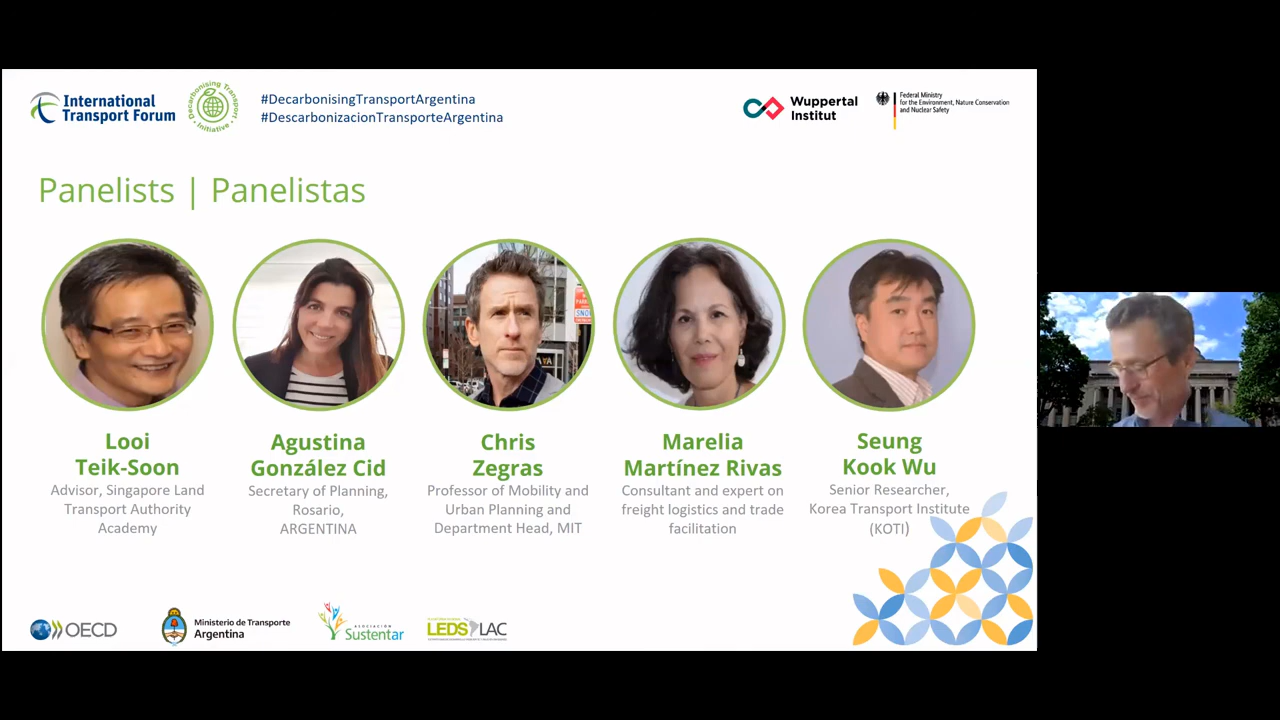 International
Transport Forum
Decarbonising Transport
Initiative
#DecarbonisingTransportArgentina
#DescarbonizacionTransporteArgentina
Wuppertal
Institut
Federal Ministry
for the Environment, Nature Conservation
and Nuclear Safety
Panelists | Panelistas
Looi
Teik-Soon
Advisor, Singapore Land
Transport Authority
Academy
Agustina
González Cid
Secretary of Planning,
Rosario,
ARGENTINA
Chris
Zegras
Professor of Mobility and
Urban Planning and
Department Head, MIT
Marelia
Martínez Rivas
Consultant and expert on
freight logistics and trade
facilitation
Seung
Kook Wu
Senior Researcher,
Korea Transport Institute
(KOTI)
OECD
Ministerio de Transporte
Argentina
ASOCIACIÓN
Sustentar
LEDS LAC